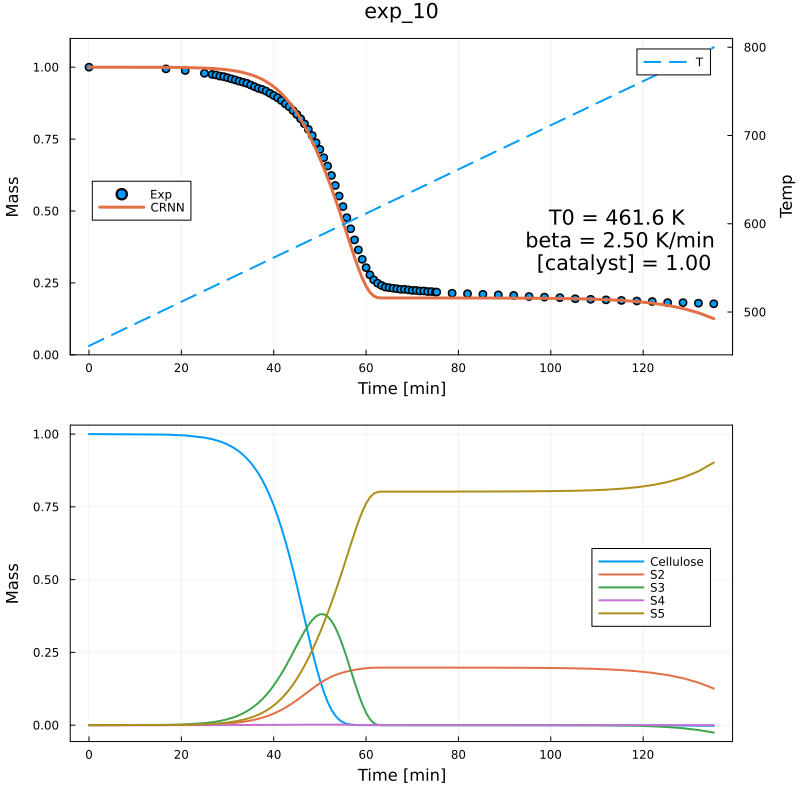 exp_10
1.00
0.75
0.50
0.25
0.00
Mass
800
700
600
500
Temp
T
Exp
CRNN
T0 = 461.6 K
beta = 2.50 K/min
[catalyst] = 1.00
0 20 40 60 80 100 120
Time [min]
1.00
0.75
0.50
0.25
0.00
Mass
Cellulose
S2
S3
S4
S5
0 20 40 60 80 100 120
Time [min]